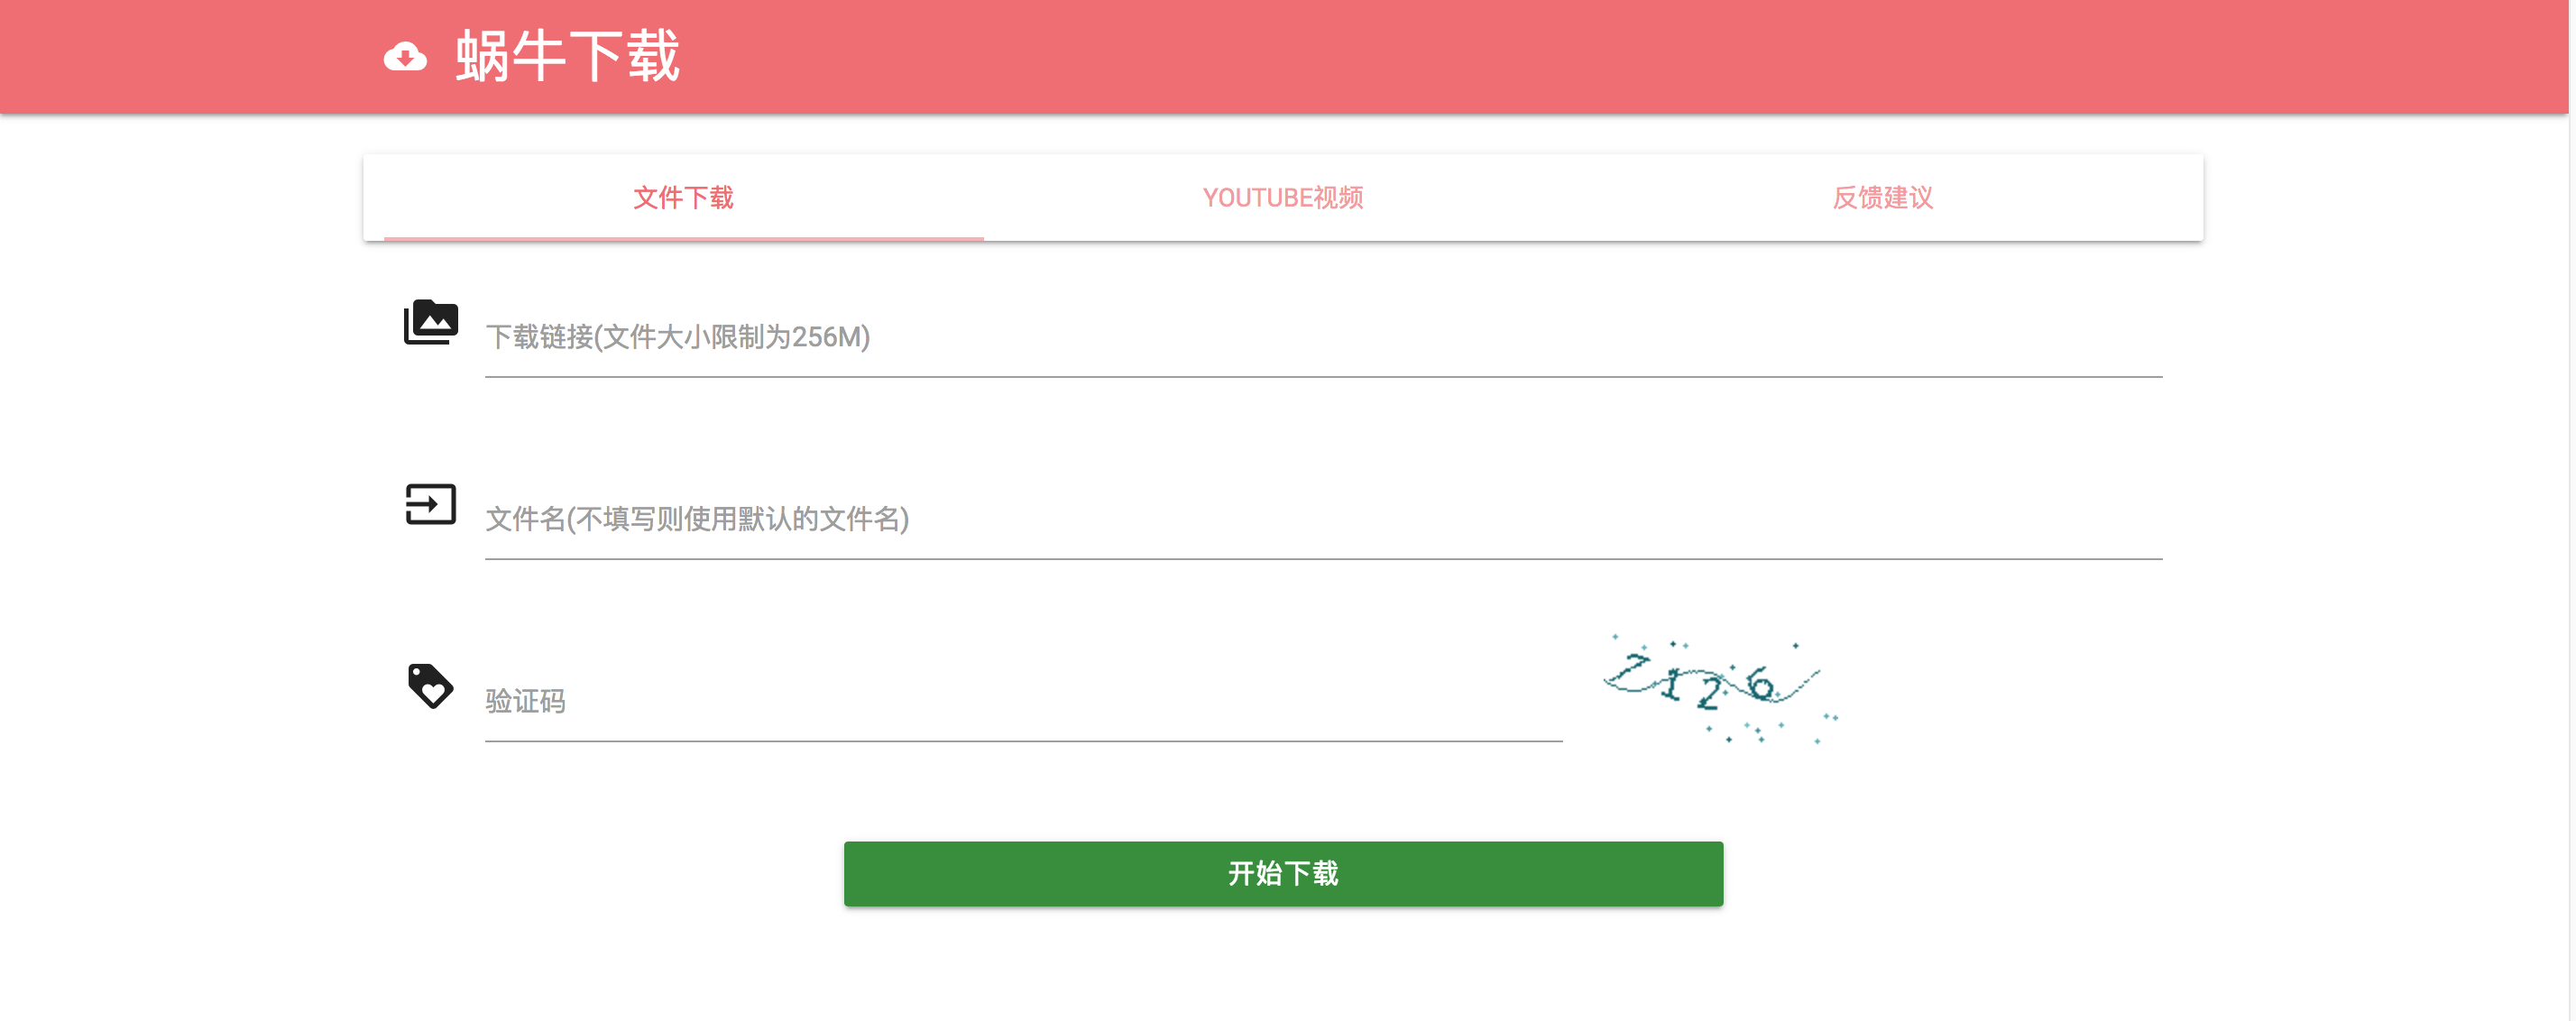 蜗牛下载
文件下载
YOUTUBE视频
反馈建议
下载链接(文件大小限制为256M)
文件名(不填写则使用默认的文件名)
验证码
2126
开始下载